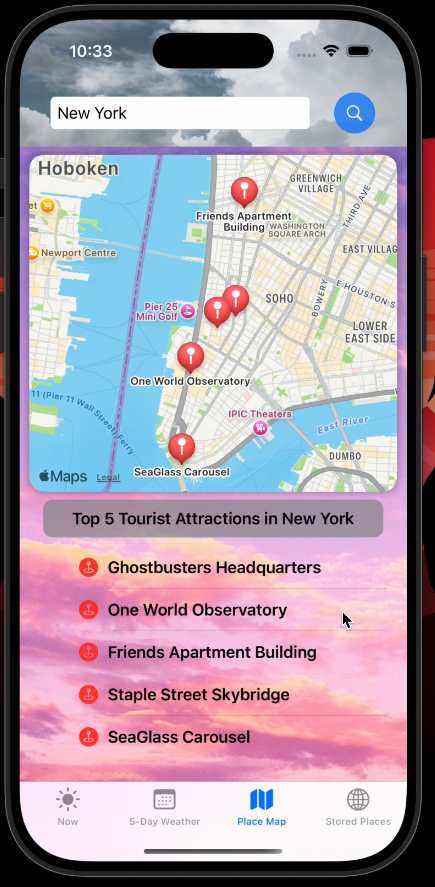 10:33
New York
Hoboken
GREENWICH
VILLAGE
THIRD AVE
et
Friends Apartment
Building
WASHINGTON
SQUARE ARCH
Newport Centre
EAST VILLAG
Pier 25
Mini Golf
SOHO
BOWERY
E HOUSTON S
LOWER
EAST SIDE
One World Observatory
11 (Pier 11 Wall Street) Ferry
IPIC Theaters
East River
DUMBO
SeaGlass Carousel
Maps
Legal
Top 5 Tourist Attractions in New York
Ghostbusters Headquarters
One World Observatory
Friends Apartment Building
Staple Street Skybridge
SeaGlass Carousel
Now
5-Day Weather
Place Map
Stored Places